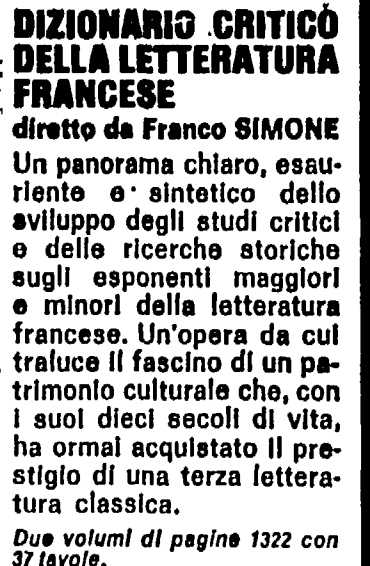 DIZIONARIO CRITICO
DELLA LETTERATURA
FRANCESE
diretto da Franco SIMONE
Un panorama chiaro, esau-
riente e sintetico dello
sviluppo degli studi critici
e delle ricerche storiche
sugli esponenti maggiori
e minori della letteratura
francese. Un'opera da cui
traluce il fascino di un pa-
trimonio culturale che, con
i suoi dieci secoli di vita,
ha ormai acquistato il pre-
stigio di una terza lettera-
tura classica.
Due volumi di pagine 1322 con
37 tavole.